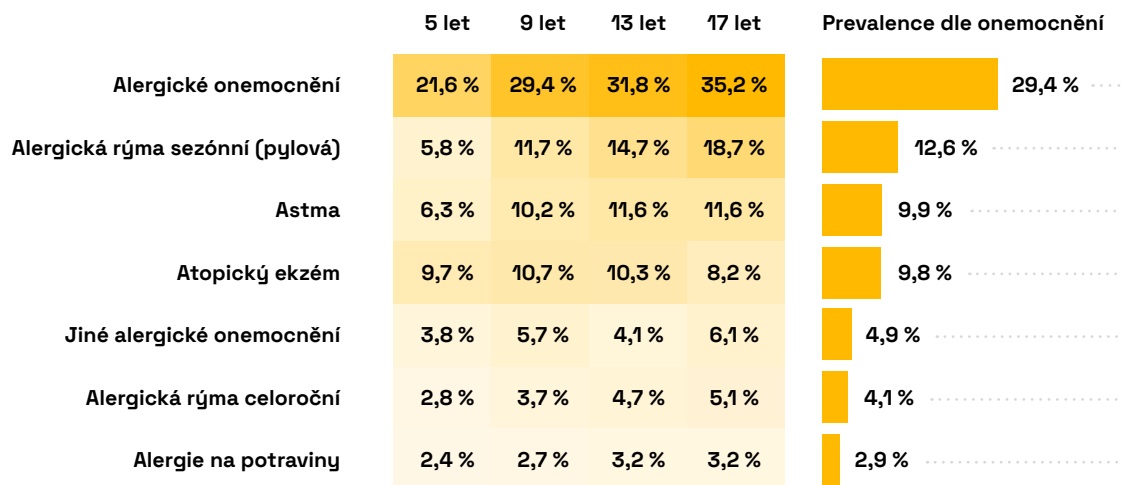 5 let 9 let 13 let 17 let Prevalence dle onemocnění
Alergické onemocnění 21,6 % 29,4 % 31,8 % 35,2 % 29,4 %
Alergická rýma sezónní (pylová) 5,8 % 11,7 % 14,7 % 18,7 % 12,6 %
Astma 6,3 % 10,2 % 11,6 % 11,6 % 9,9 %
Atopický ekzém 9,7 % 10,7 % 10,3 % 8,2 % 9,8 %
Jiné alergické onemocnění 3,8 % 5,7 % 4,1 % 6,1 % 4,9 %
Alergická rýma celoroční 2,8 % 3,7 % 4,7 % 5,1 % 4,1 %
Alergie na potraviny 2,4 % 2,7 % 3,2 % 3,2 % 2,9 %